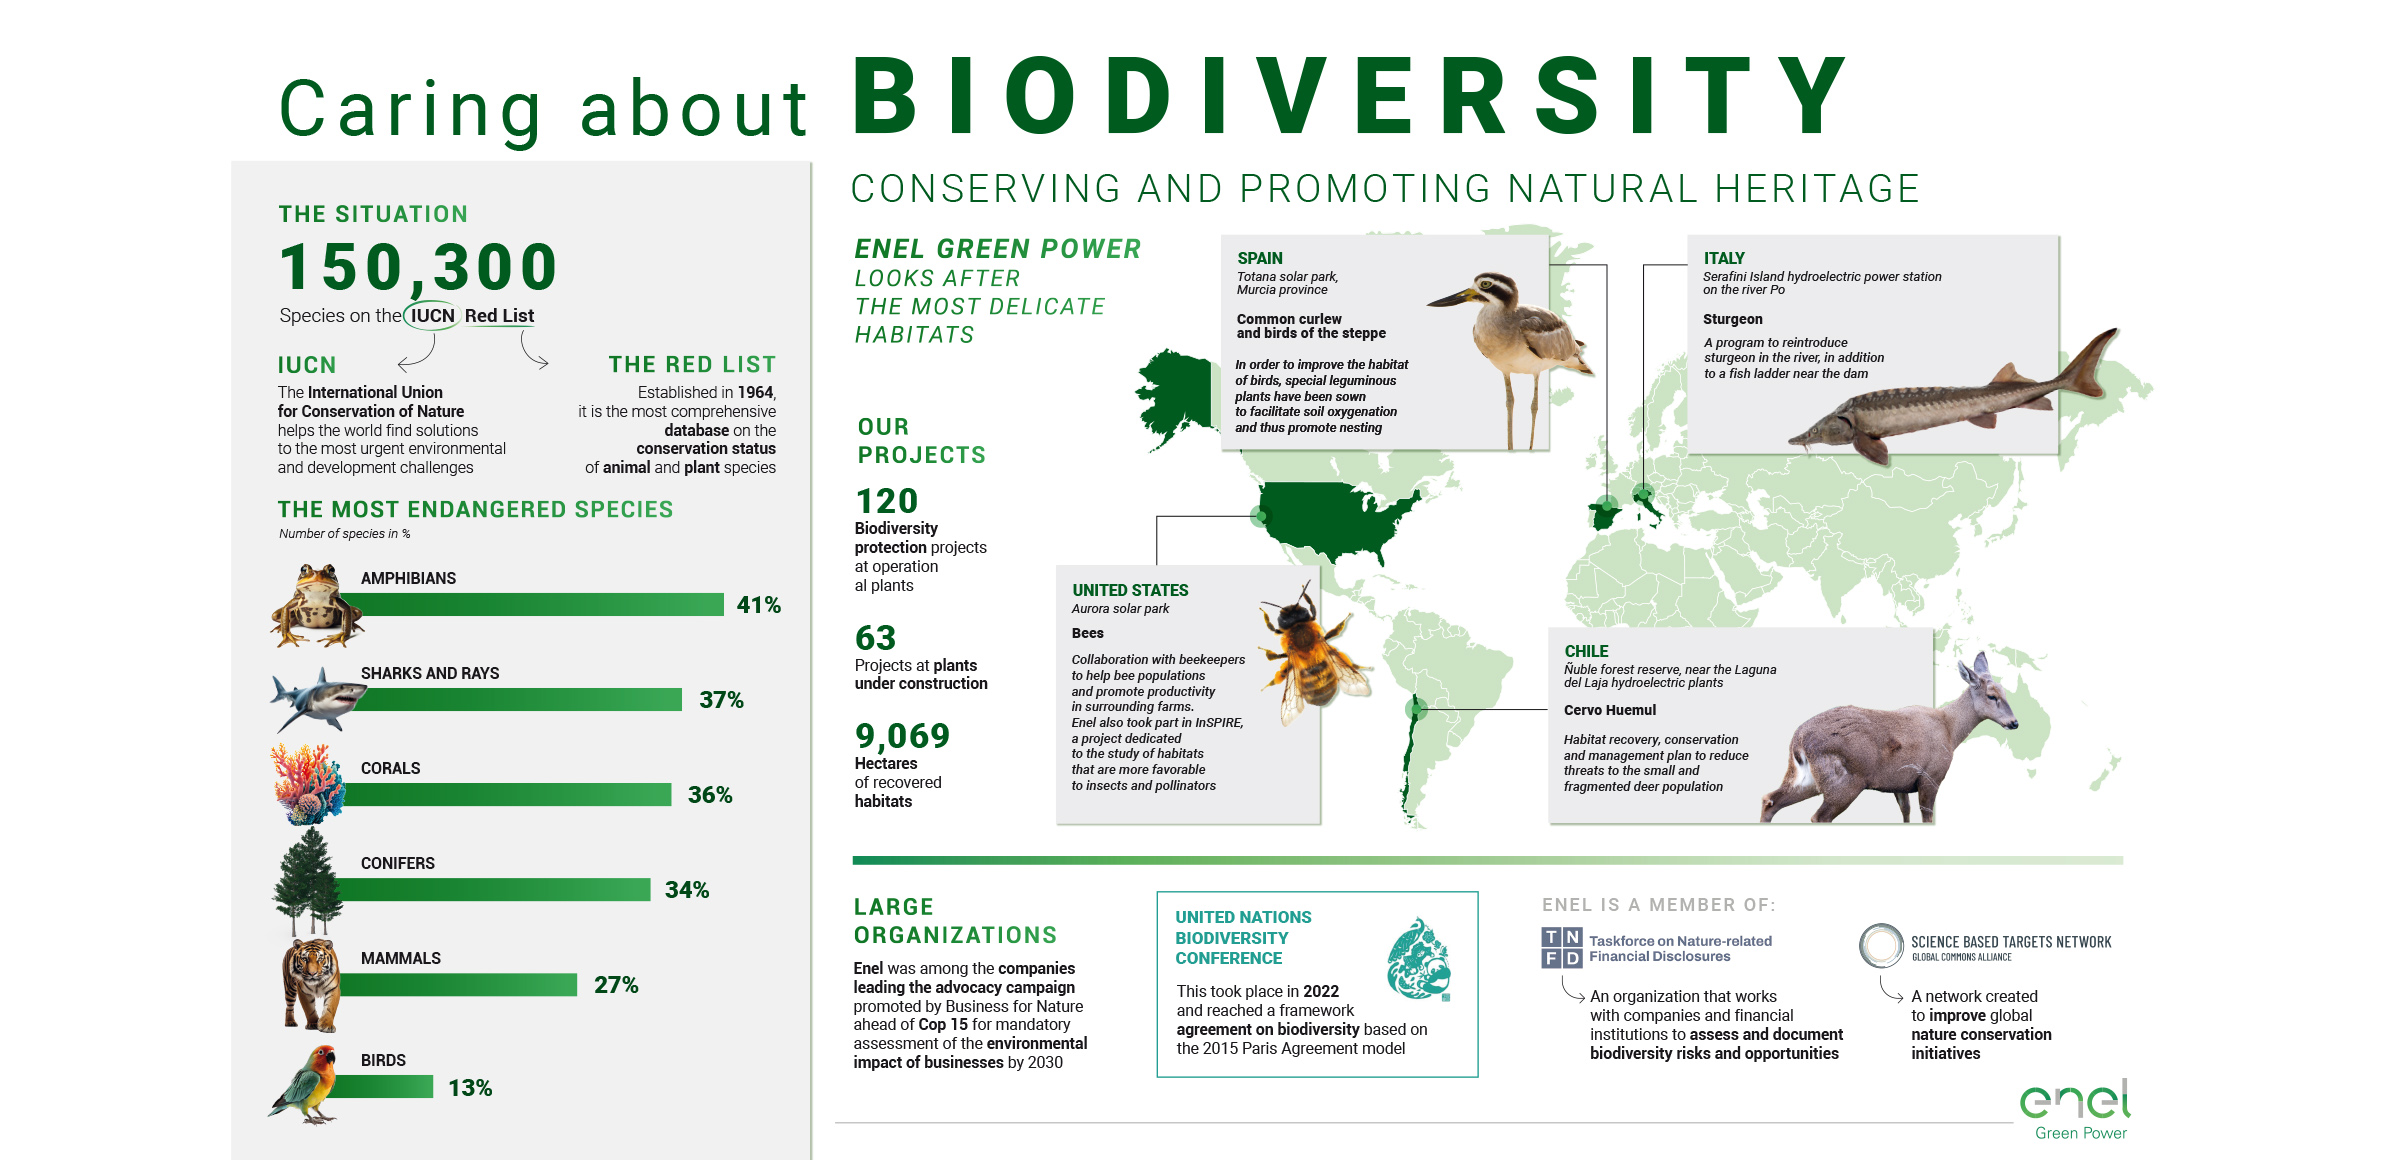 Caring about BIODIVERSITY
CONSERVING AND PROMOTING NATURAL HERITAGE
THE SITUATION
150,300
Species on the IUCN Red List
IUCN
The International Union
for Conservation of Nature
helps the world find solutions
to the most urgent environmental
and development challenges
THE RED LIST
Established in 1964,
it is the most comprehensive
database on the
conservation status
of animal and plant species
THE MOST ENDANGERED SPECIES
Number of species in %
AMPHIBIANS
41%
SHARKS AND RAYS
37%
CORALS
36%
CONIFERS
34%
MAMMALS
27%
BIRDS
13%
ENEL GREEN POWER
LOOKS AFTER
THE MOST DELICATE
HABITATS
OUR
PROJECTS
120
Biodiversity
protection projects
at operation
al plants
63
Projects at plants
under construction
9,069
Hectares
of recovered
habitats
SPAIN
Totana solar park,
Murcia province
Common curlew
and birds of the steppe
In order to improve the habitat
of birds, special leguminous
plants have been sown
to facilitate soil oxygenation
and thus promote nesting
ITALY
Serafini Island hydroelectric power station
on the river Po
Sturgeon
A program to reintroduce
sturgeon in the river, in addition
to a fish ladder near the dam
UNITED STATES
Aurora solar park
Bees
Collaboration with beekeepers
to help bee populations
and promote productivity
in surrounding farms.
Enel also took part in InSPIRE,
a project dedicated
to the study of habitats
that are more favorable
to insects and pollinators
CHILE
Ñuble forest reserve, near the Laguna
del Laja hydroelectric plants
Cervo Huemul
Habitat recovery, conservation
and management plan to reduce
threats to the small and
fragmented deer population
LARGE
ORGANIZATIONS
Enel was among the companies
leading the advocacy campaign
promoted by Business for Nature
ahead of Cop 15 for mandatory
assessment of the environmental
impact of businesses by 2030
UNITED NATIONS
BIODIVERSITY
CONFERENCE
This took place in 2022
and reached a framework
agreement on biodiversity based on
the 2015 Paris Agreement model
ENEL IS A MEMBER OF:
TN
FD
Taskforce on Nature-related
Financial Disclosures
An organization that works
with companies and financial
institutions to assess and document
biodiversity risks and opportunities
SCIENCE BASED TARGETS NETWORK
GLOBAL COMMONS ALLIANCE
A network created
to improve global
nature conservation
initiatives
enel
Green Power